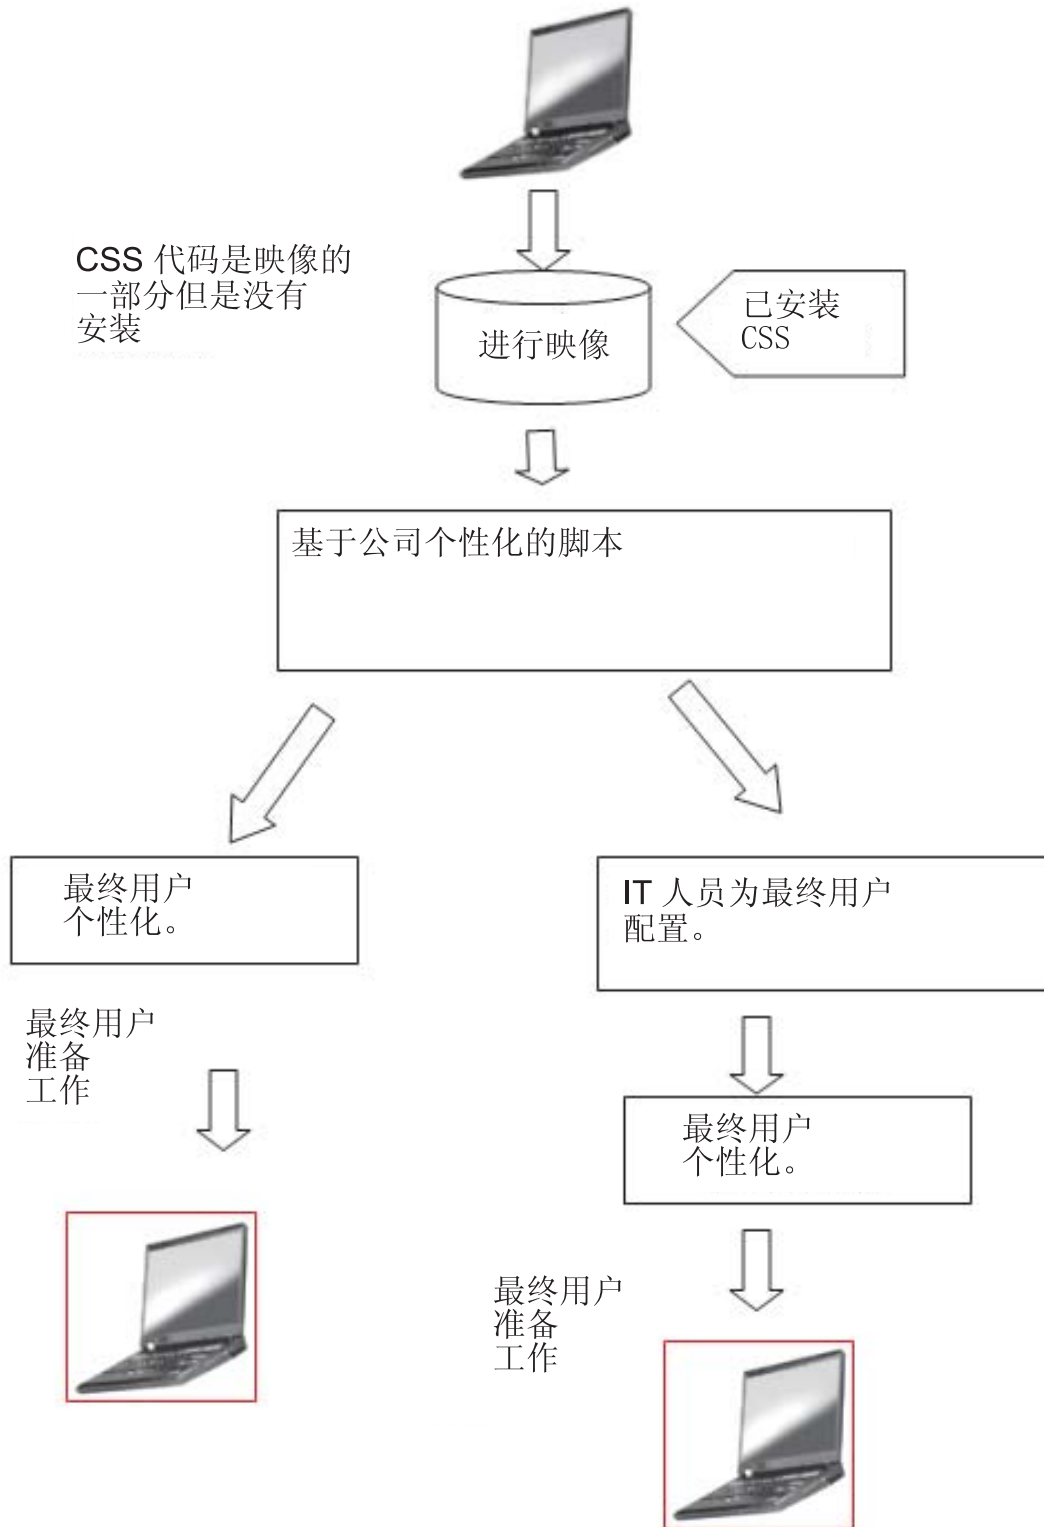 CSS 代码是映像的
一部分但是没有
安装
进行映像
已安装
CSS
基于公司个性化的脚本
最终用户
个性化。
IT 人员为最终用户
配置。
最终用户
准备
工作
最终用户
个性化。
最终用户
准备
工作